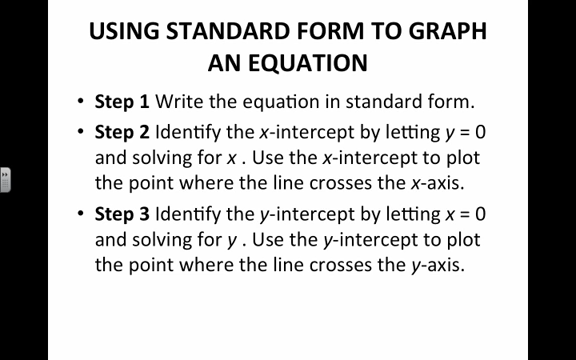 USING STANDARD FORM TO GRAPH
AN EQUATION
• Step 1 Write the equation in standard form.
• Step 2 Identify the x-intercept by letting y = 0
and solving for x . Use the x-intercept to plot
the point where the line crosses the x-axis.
• Step 3 Identify the y-intercept by letting x = 0
and solving for y . Use the y-intercept to plot
the point where the line crosses the y-axis.